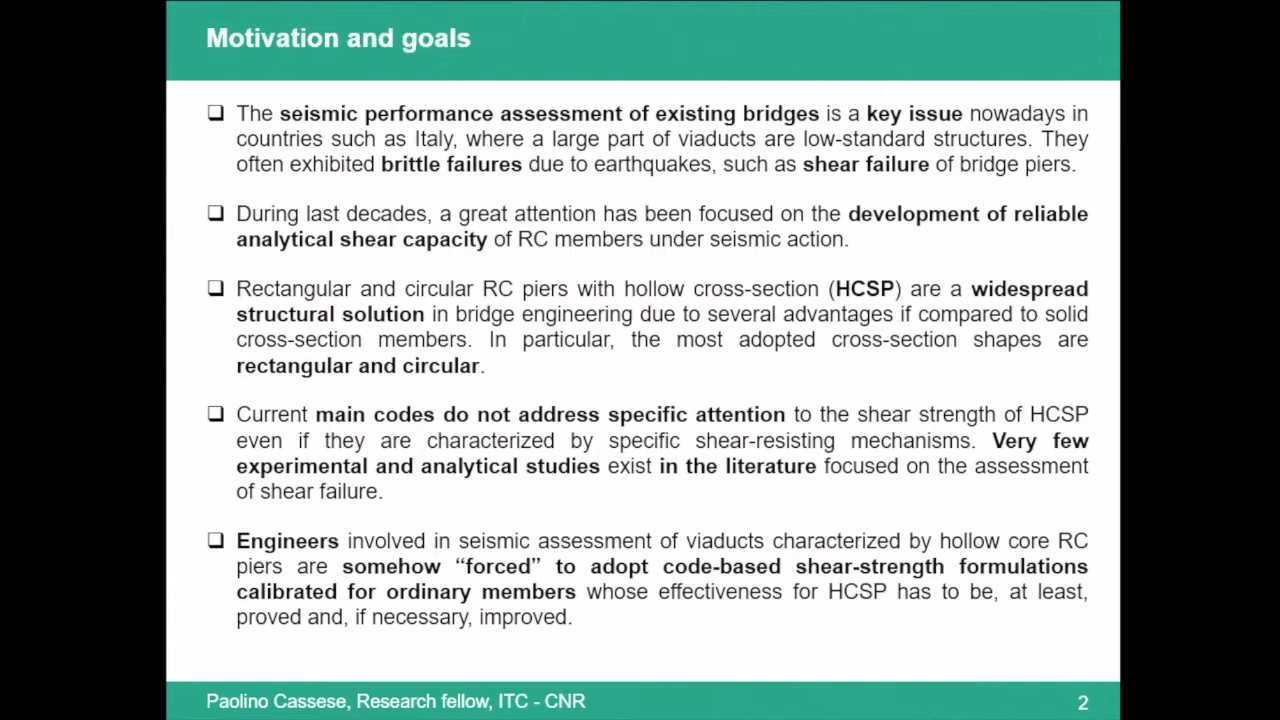 Motivation and goals
❑ The seismic performance assessment of existing bridges is a key issue nowadays in
countries such as Italy, where a large part of viaducts are low-standard structures. They
often exhibited brittle failures due to earthquakes, such as shear failure of bridge piers.
❑ During last decades, a great attention has been focused on the development of reliable
analytical shear capacity of RC members under seismic action.
❑ Rectangular and circular RC piers with hollow cross-section (HCSP) are a widespread
structural solution in bridge engineering due to several advantages if compared to solid
cross-section members. In particular, the most adopted cross-section shapes are
rectangular and circular.
❑ Current main codes do not address specific attention to the shear strength of HCSP
even if they are characterized by specific shear-resisting mechanisms. Very few
experimental and analytical studies exist in the literature focused on the assessment
of shear failure.
❑ Engineers involved in seismic assessment of viaducts characterized by hollow core RC
piers are somehow “forced” to adopt code-based shear-strength formulations
calibrated for ordinary members whose effectiveness for HCSP has to be, at least,
proved and, if necessary, improved.
Paolino Cassese, Research fellow, ITC - CNR
2